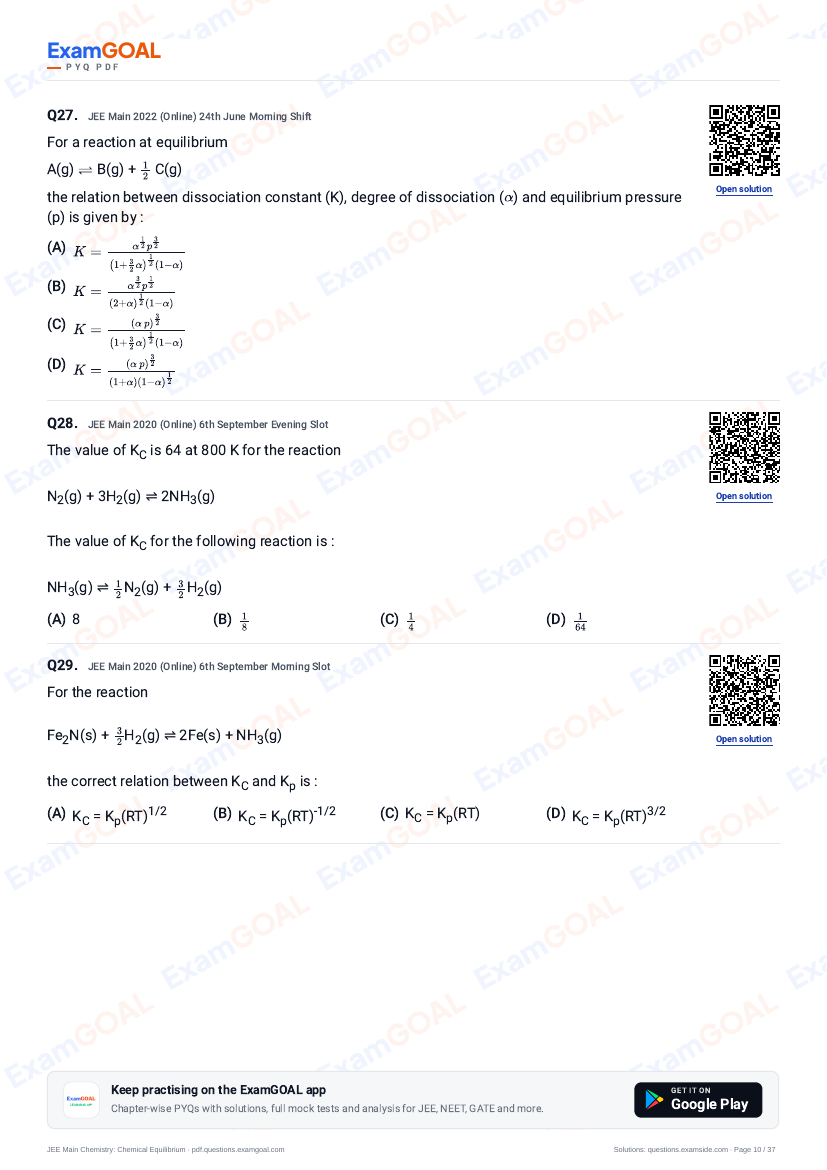 ExamGOAL
PYQ PDF
Q27. JEE Main 2022 (Online) 24th June Morning Shift
For a reaction at equilibrium
A(g) ⇌ B(g) + 1/2 C(g)
the relation between dissociation constant (K), degree of dissociation (α) and equilibrium pressure
(p) is given by :
(A) K = α^{1/2} p^{3/2} / (1+3/2 α)^{1/2}(1−α)
(B) K = α^{3/2} p^{1/2} / (2+α)^{1/2}(1−α)
(C) K = (α p)^{3/2} / (1+3/2 α)^{1/2}(1−α)
(D) K = (α p)^{3/2} / (1+α)(1−α)^{1/2}
Open solution
Q28. JEE Main 2020 (Online) 6th September Evening Slot
The value of K_C is 64 at 800 K for the reaction
N₂(g) + 3H₂(g) ⇌ 2NH₃(g)
The value of K_C for the following reaction is :
NH₃(g) ⇌ 1/2 N₂(g) + 3/2 H₂(g)
(A) 8 (B) 1/8 (C) 1/4 (D) 1/64
Open solution
Q29. JEE Main 2020 (Online) 6th September Morning Slot
For the reaction
Fe₂N(s) + 3/2 H₂(g) ⇌ 2Fe(s) + NH₃(g)
the correct relation between K_C and K_p is :
(A) K_C = K_p(RT)^{1/2} (B) K_C = K_p(RT)^{-1/2} (C) K_C = K_p(RT) (D) K_C = K_p(RT)^{3/2}
Open solution
Keep practising on the ExamGOAL app
Chapter-wise PYQs with solutions, full mock tests and analysis for JEE, NEET, GATE and more.
GET IT ON
Google Play
JEE Main Chemistry: Chemical Equilibrium · pdf.questions.examgoal.com
Solutions: questions.examside.com · Page 10 / 37